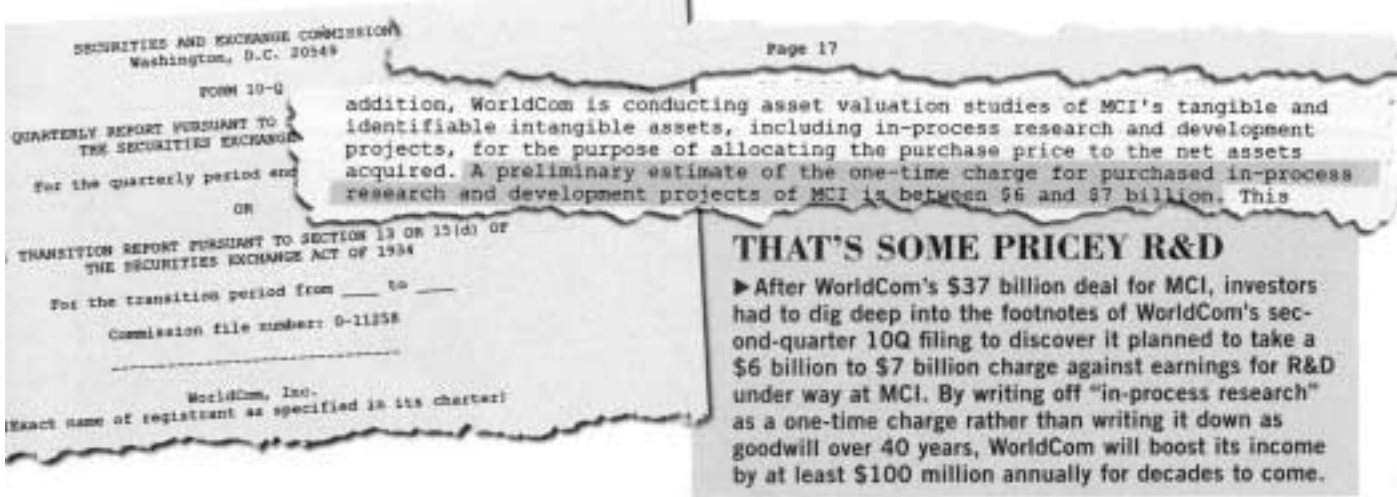 SECURITIES AND EXCHANGE COMMISSION
Washington, D.C. 20549
FORM 10-Q
QUARTERLY REPORT PURSUANT TO
THE SECURITIES EXCHANGE
For the quarterly period end
OR
TRANSITION REPORT PURSUANT TO SECTION 13 OR 15(d) OF
THE SECURITIES EXCHANGE ACT OF 1934
For the transition period from ___ to ___
Commission file number: 0-11258
WorldCom, Inc.
(Exact name of registrant as specified in its charter)
Page 17
addition, WorldCom is conducting asset valuation studies of MCI's tangible and
identifiable intangible assets, including in-process research and development
projects, for the purpose of allocating the purchase price to the net assets
acquired. A preliminary estimate of the one-time charge for purchased in-process
research and development projects of MCI is between $6 and $7 billion. This
THAT'S SOME PRICEY R&D
▶After WorldCom's $37 billion deal for MCI, investors
had to dig deep into the footnotes of WorldCom's sec-
ond-quarter 10Q filing to discover it planned to take a
$6 billion to $7 billion charge against earnings for R&D
under way at MCI. By writing off "in-process research"
as a one-time charge rather than writing it down as
goodwill over 40 years, WorldCom will boost its income
by at least $100 million annually for decades to come.